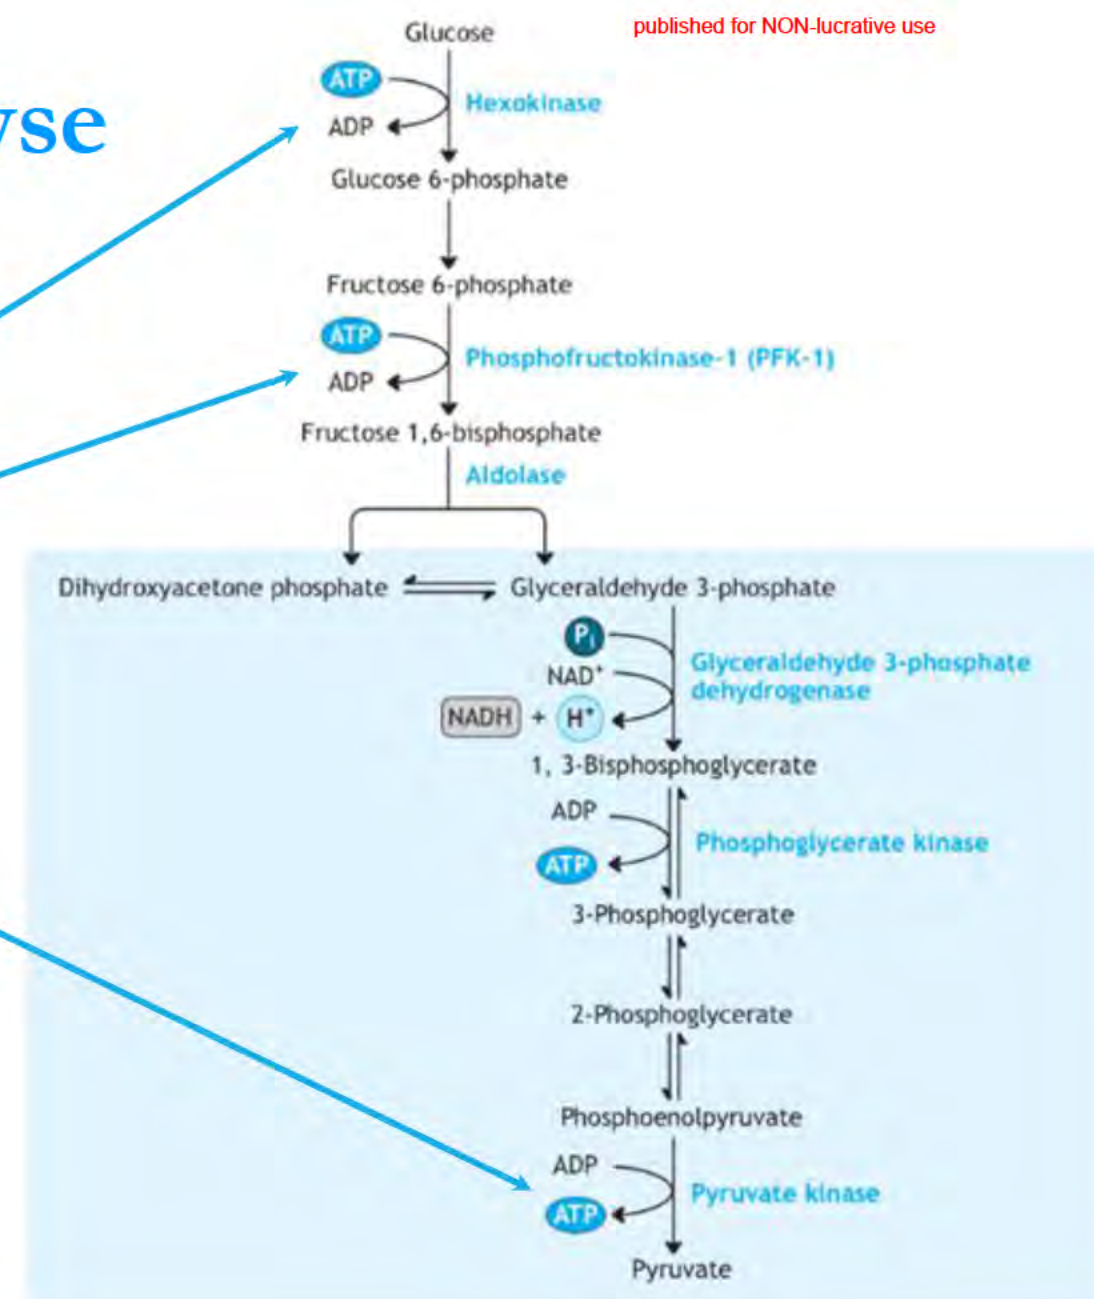 published for NON-lucrative use
Glucose
yse
ATP
Hexokinase
ADP
Glucose 6-phosphate
Fructose 6-phosphate
ATP
Phosphofructokinase-1 (PFK-1)
ADP
Fructose 1,6-bisphosphate
Aldolase
Dihydroxyacetone phosphate
Glyceraldehyde 3-phosphate
Pi
NAD+
Glyceraldehyde 3-phosphate
dehydrogenase
NADH + H+
1, 3-Bisphosphoglycerate
ADP
Phosphoglycerate kinase
ATP
3-Phosphoglycerate
2-Phosphoglycerate
Phosphoenolpyruvate
ADP
Pyruvate kinase
ATP
Pyruvate